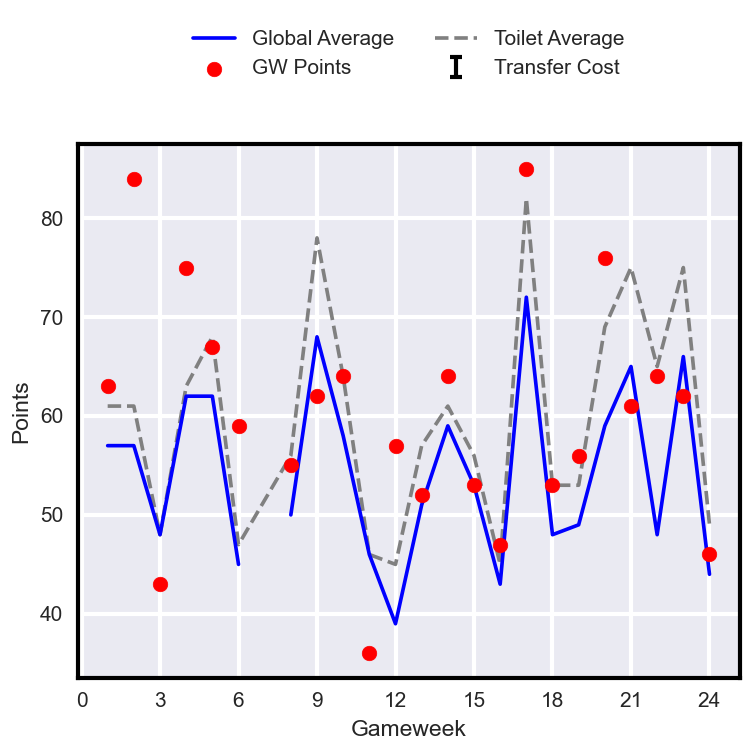 Global Average
Toilet Average
GW Points
Transfer Cost
80
70
60
50
40
Points
0 3 6 9 12 15 18 21 24
Gameweek